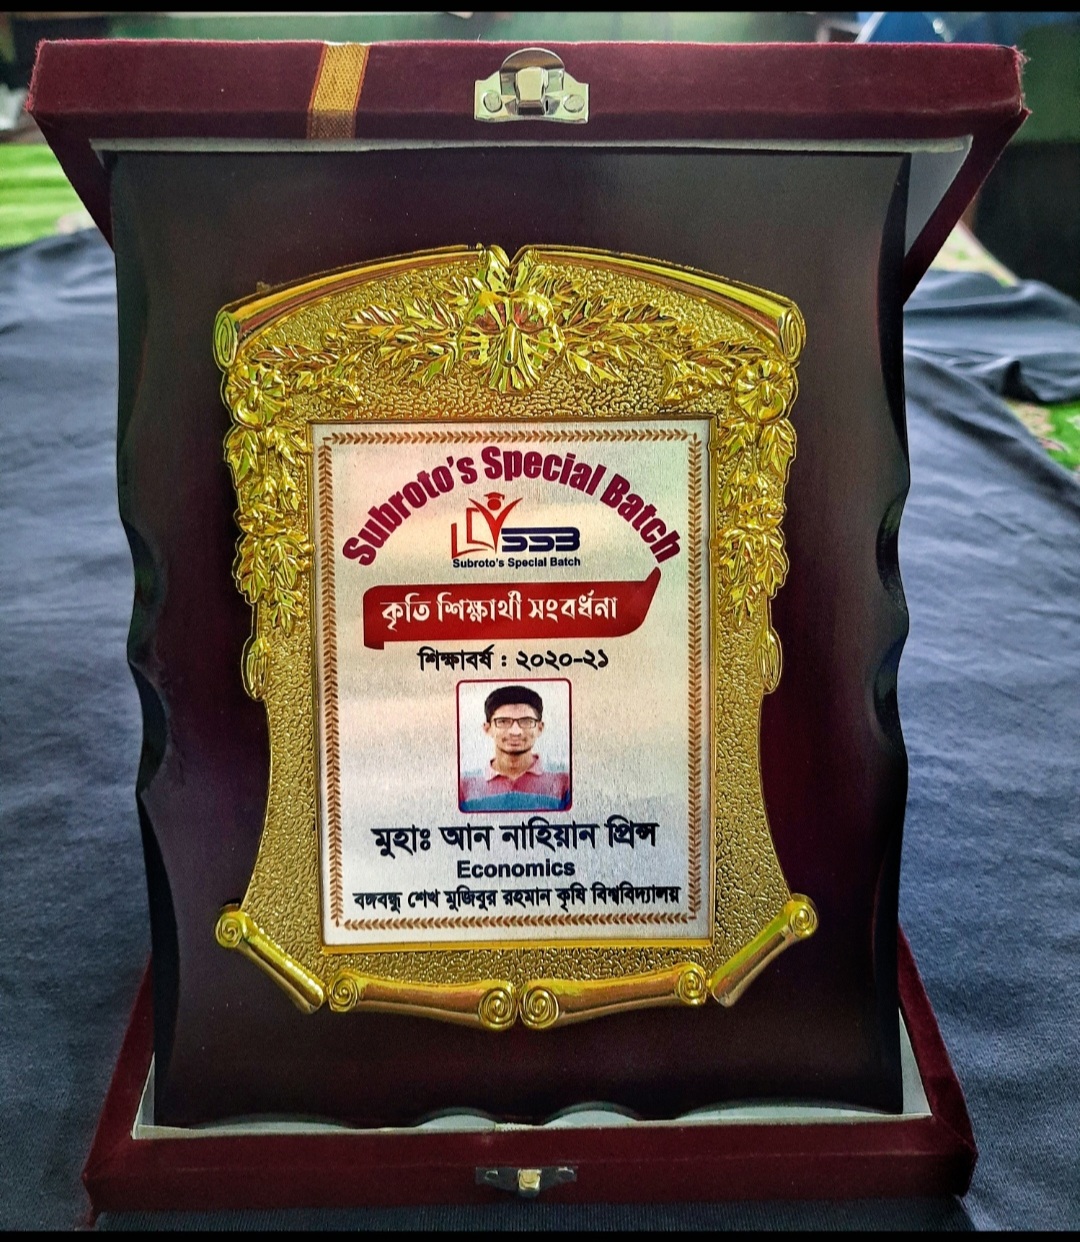 Subroto's Special Batch
SSB
Subroto's Special Batch
কৃতি শিক্ষার্থী সংবর্ধনা
শিক্ষাবর্ষ : ২০২০-২১
মুহাঃ আন নাহিয়ান প্রিন্স
Economics
বঙ্গবন্ধু শেখ মুজিবুর রহমান কৃষি বিশ্ববিদ্যালয়